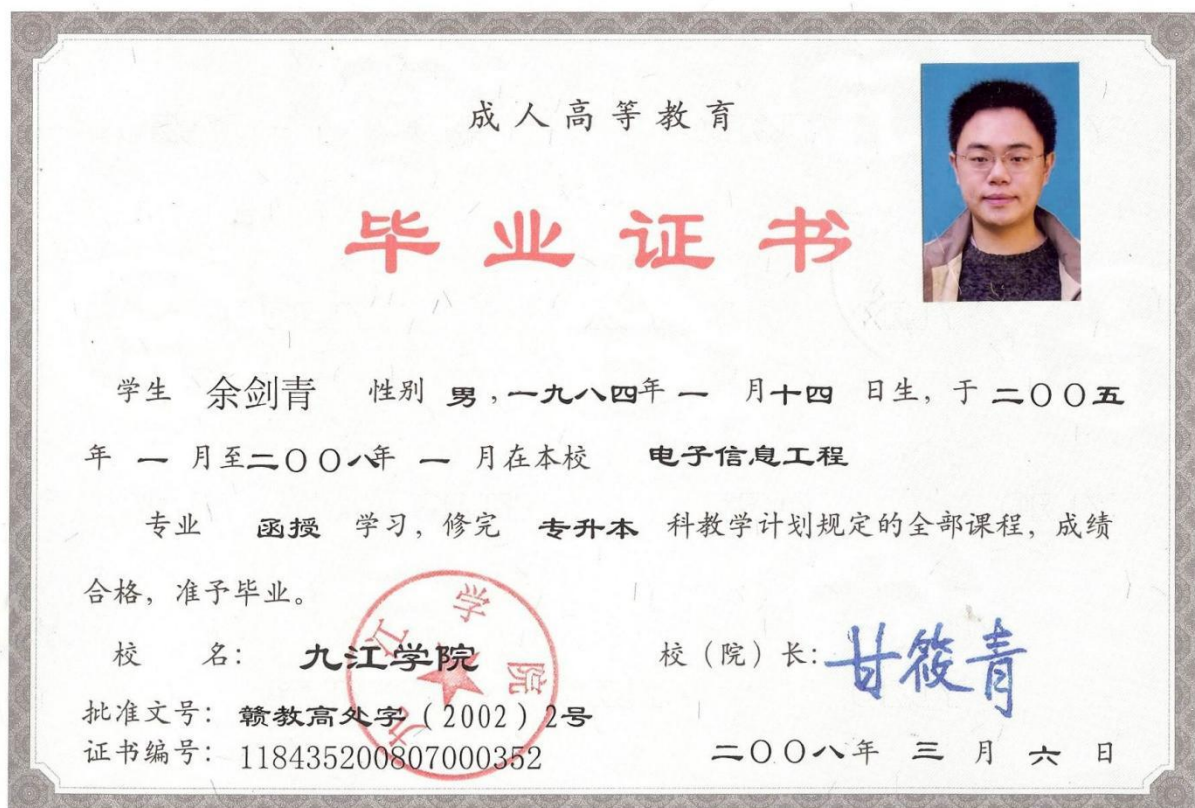 成人高等教育
毕业证书
学生 余剑青 性别 男，一九八四年 一 月十四 日生，于 二〇〇五
年 一 月至二〇〇八年 一 月在本校 电子信息工程
专业 函授 学习，修完 专升本 科教学计划规定的全部课程，成绩
合格，准予毕业。
校 名： 九江学院
九江学院
校（院）长：甘筱青
批准文号：赣教高处字（2002）2号
证书编号：118435200807000352
二〇〇八年 三 月 六 日